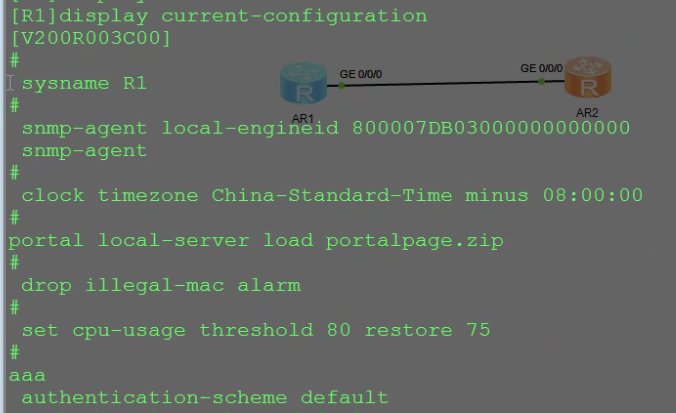 [R1]display current-configuration
[V200R003C00]
#
sysname R1
#
snmp-agent local-engineid 800007DB03000000000000
snmp-agent
#
clock timezone China-Standard-Time minus 08:00:00
#
portal local-server load portalpage.zip
#
drop illegal-mac alarm
#
set cpu-usage threshold 80 restore 75
#
aaa
authentication-scheme default
GE 0/0/0
GE 0/0/0
R
R
AR1
AR2